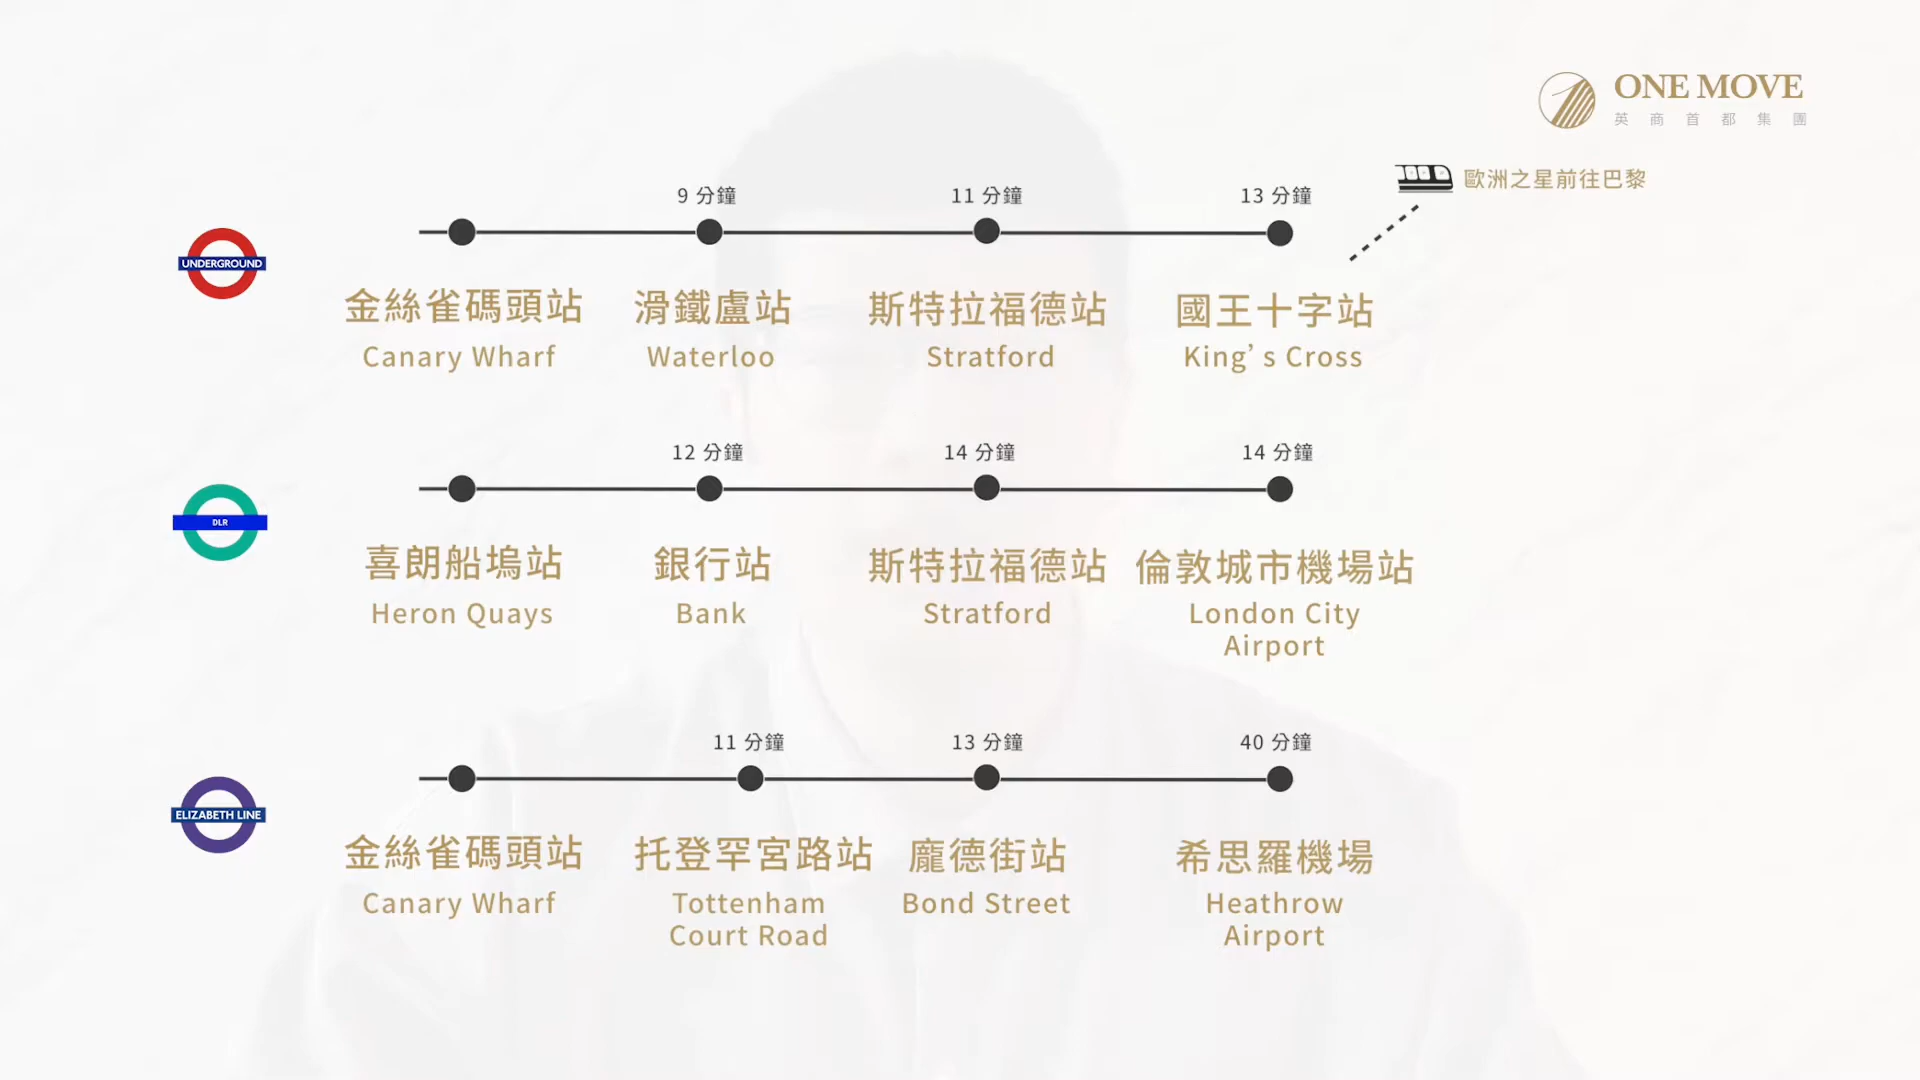 ONE MOVE
英商首都集團
歐洲之星前往巴黎
9 分鐘
11 分鐘
13 分鐘
UNDERGROUND
金絲雀碼頭站
滑鐵盧站
斯特拉福德站
國王十字站
Canary Wharf
Waterloo
Stratford
King’s Cross
12 分鐘
14 分鐘
14 分鐘
DLR
喜朗船塢站
銀行站
斯特拉福德站
倫敦城市機場站
Heron Quays
Bank
Stratford
London City
Airport
11 分鐘
13 分鐘
40 分鐘
ELIZABETH LINE
金絲雀碼頭站
托登罕宮路站
龐德街站
希思羅機場
Canary Wharf
Tottenham
Court Road
Bond Street
Heathrow
Airport